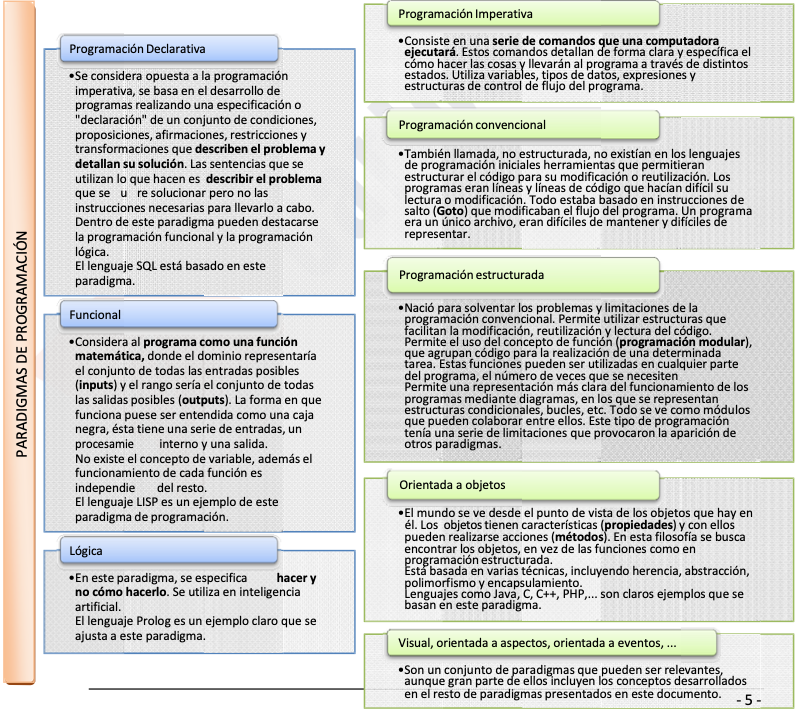 PARADIGMAS DE PROGRAMACIÓN
Programación Declarativa
•Se considera opuesta a la programación
imperativa, se basa en el desarrollo de
programas realizando una especificación o
"declaración" de un conjunto de condiciones,
proposiciones, afirmaciones, restricciones y
transformaciones que describen el problema y
detallan su solución. Las sentencias que se
utilizan lo que hacen es describir el problema
que se u re solucionar pero no las
instrucciones necesarias para llevarlo a cabo.
Dentro de este paradigma pueden destacarse
la programación funcional y la programación
lógica.
El lenguaje SQL está basado en este
paradigma.
Funcional
•Considera al programa como una función
matemática, donde el dominio representaría
el conjunto de todas las entradas posibles
(inputs) y el rango sería el conjunto de todas
las salidas posibles (outputs). La forma en que
funciona puese ser entendida como una caja
negra, ésta tiene una serie de entradas, un
procesamie interno y una salida.
No existe el concepto de variable, además el
funcionamiento de cada función es
independie del resto.
El lenguaje LISP es un ejemplo de este
paradigma de programación.
Lógica
•En este paradigma, se especifica hacer y
no cómo hacerlo. Se utiliza en inteligencia
artificial.
El lenguaje Prolog es un ejemplo claro que se
ajusta a este paradigma.
Programación Imperativa
•Consiste en una serie de comandos que una computadora
ejecutará. Estos comandos detallan de forma clara y específica el
cómo hacer las cosas y llevarán al programa a través de distintos
estados. Utiliza variables, tipos de datos, expresiones y
estructuras de control de flujo del programa.
Programación convencional
•También llamada, no estructurada, no existían en los lenguajes
de programación iniciales herramientas que permitieran
estructurar el código para su modificación o reutilización. Los
programas eran líneas y líneas de código que hacían difícil su
lectura o modificación. Todo estaba basado en instrucciones de
salto (Goto) que modificaban el flujo del programa. Un programa
era un único archivo, eran difíciles de mantener y difíciles de
representar.
Programación estructurada
•Nació para solventar los problemas y limitaciones de la
programación convencional. Permite utilizar estructuras que
facilitan la modificación, reutilización y lectura del código.
Permite el uso del concepto de función (programación modular),
que agrupan código para la realización de una determinada
tarea. Estas funciones pueden ser utilizadas en cualquier parte
del programa, el número de veces que se necesiten
Permite una representación más clara del funcionamiento de los
programas mediante diagramas, en los que se representan
estructuras condicionales, bucles, etc. Todo se ve como módulos
que pueden colaborar entre ellos. Este tipo de programación
tenía una serie de limitaciones que provocaron la aparición de
otros paradigmas.
Orientada a objetos
•El mundo se ve desde el punto de vista de los objetos que hay en
él. Los objetos tienen características (propiedades) y con ellos
pueden realizarse acciones (métodos). En esta filosofía se busca
encontrar los objetos, en vez de las funciones como en
programación estructurada.
Está basada en varias técnicas, incluyendo herencia, abstracción,
polimorfismo y encapsulamiento.
Lenguajes como Java, C, C++, PHP,... son claros ejemplos que se
basan en este paradigma.
Visual, orientada a aspectos, orientada a eventos, ...
•Son un conjunto de paradigmas que pueden ser relevantes,
aunque gran parte de ellos incluyen los conceptos desarrollados
en el resto de paradigmas presentados en este documento.
- 5 -